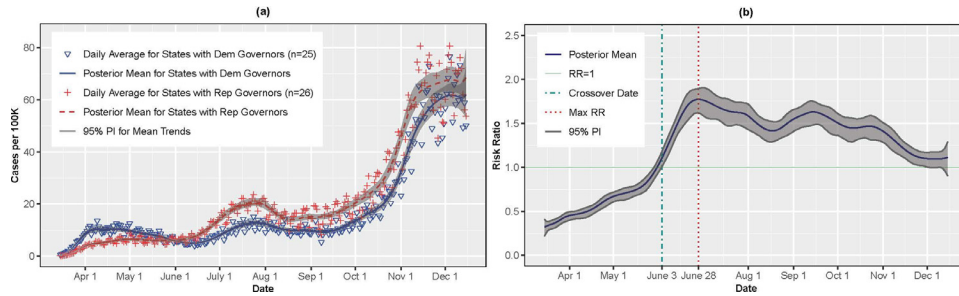 (a)
Daily Average for States with Dem Governors (n=25)
Posterior Mean for States with Dem Governors
Daily Average for States with Rep Governors (n=26)
Posterior Mean for States with Rep Governors
95% PI for Mean Trends
Cases per 100K
80
60
40
20
0
Apr 1 May 1 Jun 1 July 1 Aug 1 Sep 1 Oct 1 Nov 1 Dec 1
Date
(b)
Posterior Mean
RR=1
Crossover Date
Max RR
95% PI
Risk Ratio
2.5
2.0
1.5
1.0
0.5
0.0
Apr 1 May 1 June 3 June 28 Aug 1 Sep 1 Oct 1 Nov 1 Dec 1
Date